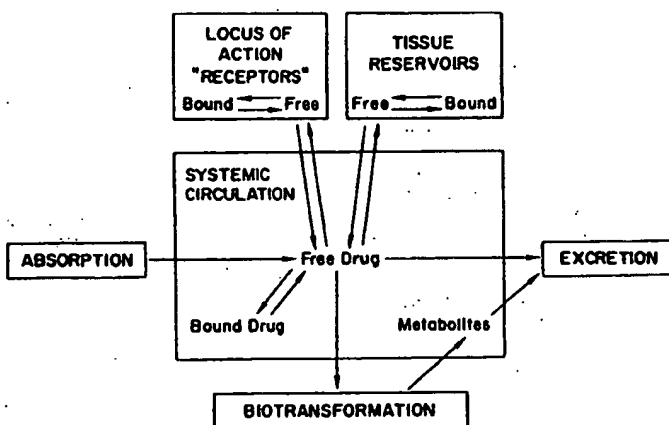 LOCUS OF
ACTION
"RECEPTORS"
Bound Free
TISSUE
RESERVOIRS
Free Bound
SYSTEMIC
CIRCULATION
ABSORPTION
Free Drug
EXCRETION
Bound Drug
Metabolites
BIOTRANSFORMATION